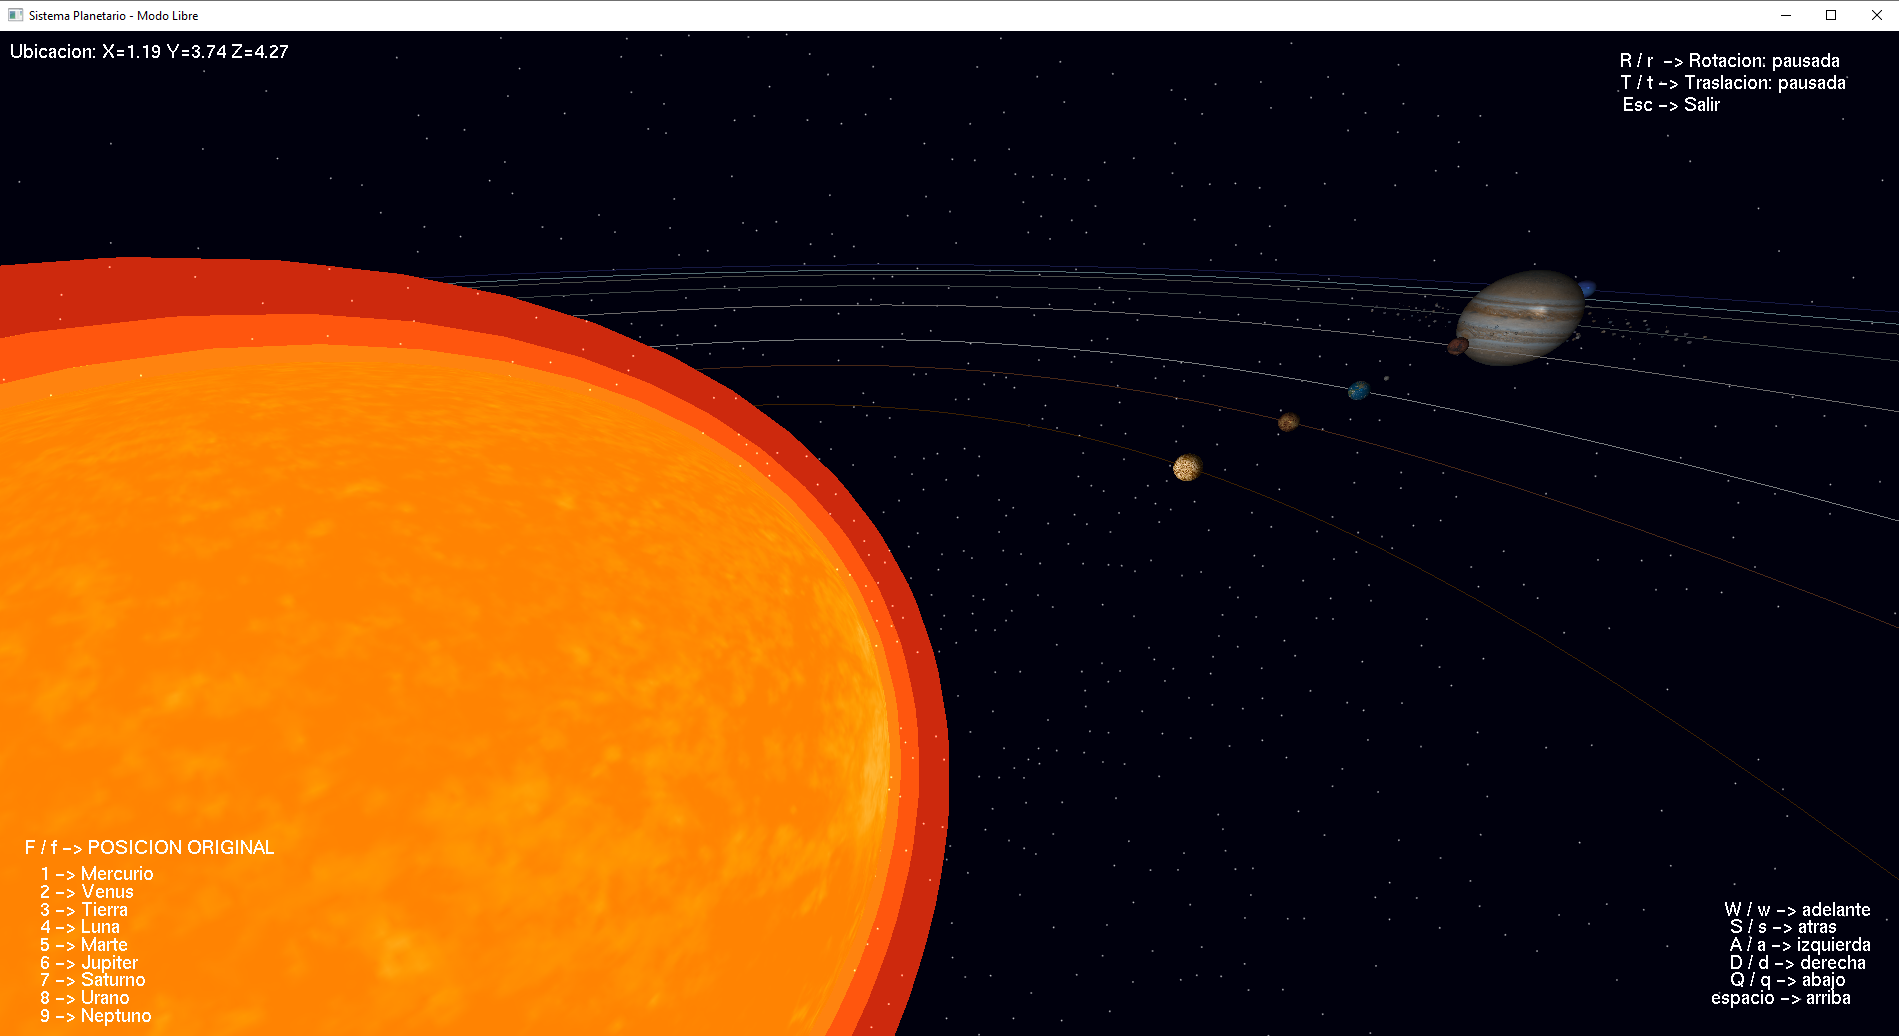 Sistema Planetario - Modo Libre
Ubicacion: X=1.19 Y=3.74 Z=4.27
R / r -> Rotacion: pausada
T / t -> Traslacion: pausada
Esc -> Salir
F / f -> POSICION ORIGINAL
1 -> Mercurio
2 -> Venus
3 -> Tierra
4 -> Luna
5 -> Marte
6 -> Jupiter
7 -> Saturno
8 -> Urano
9 -> Neptuno
W / w -> adelante
S / s -> atras
A / a -> izquierda
D / d -> derecha
Q / q -> abajo
espacio -> arriba